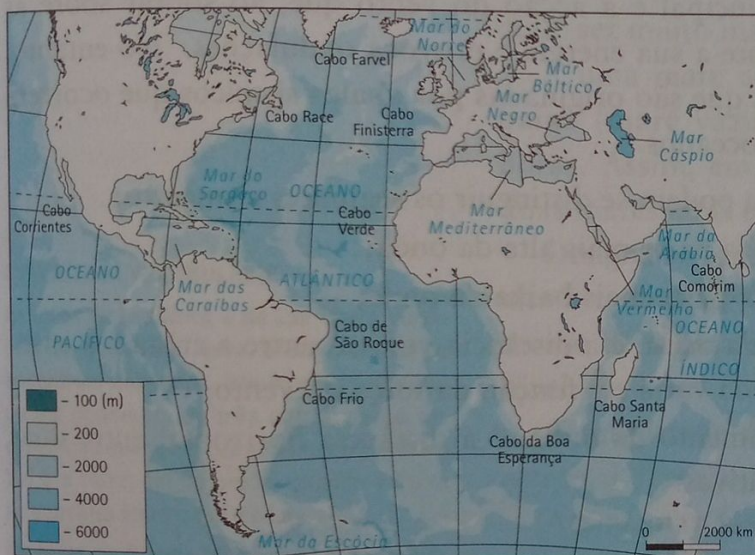 Mar do
Norte
Cabo Farvel
Mar
Báltico
Mar
Negro
Cabo Race
Cabo
Finisterra
Mar
Cáspio
Mar do
Sargaço
OCEANO
Cabo
Corrientes
Cabo
Verde
Mar
Mediterrâneo
Mar da
Arábia
Cabo
Comorim
OCEANO
Mar das
Caraíbas
ATLÂNTICO
Mar
Vermelho
OCEANO
PACÍFICO
Cabo de
São Roque
ÍNDICO
Cabo Frio
Cabo Santa
Maria
Cabo da Boa
Esperança
- 100 (m)
- 200
- 2000
- 4000
- 6000
Mar da Escócia
0 2000 km